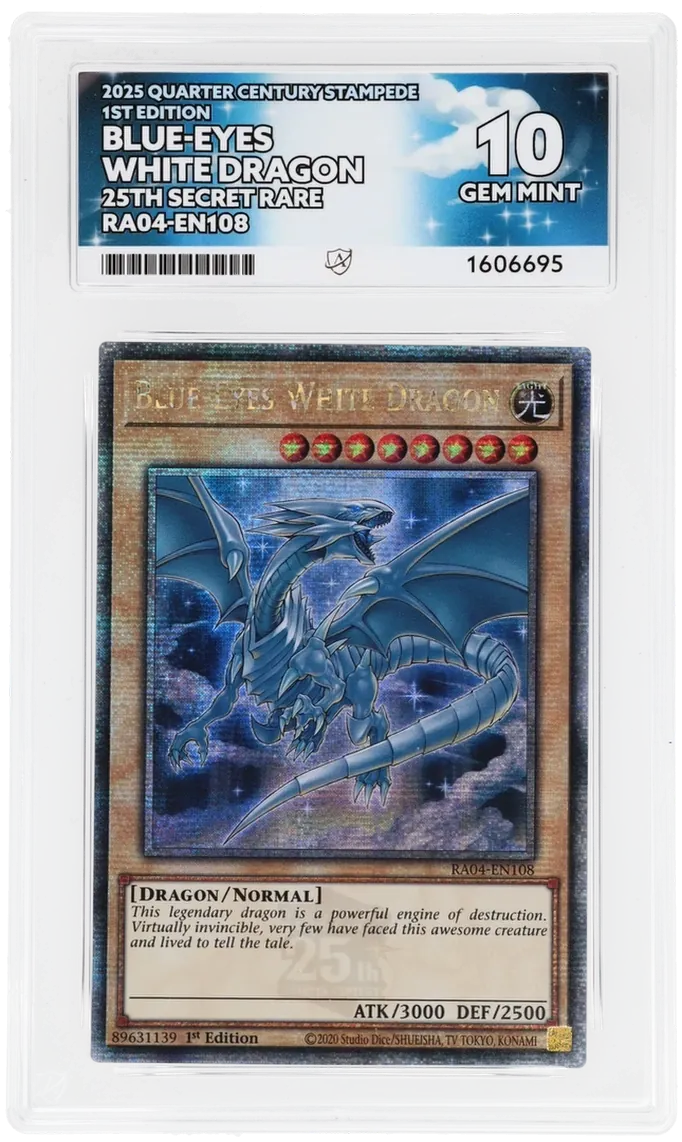 2025 QUARTER CENTURY STAMPEDE
1ST EDITION
BLUE-EYES
WHITE DRAGON
25TH SECRET RARE
RA04-EN108
10
GEM MINT
A
1606695
BLUE-EYES WHITE DRAGON
LIGHT
光
RA04-EN108
[DRAGON/NORMAL]
This legendary dragon is a powerful engine of destruction.
Virtually invincible, very few have faced this awesome creature
and lived to tell the tale.
25th
ATK/3000 DEF/2500
89631139 1st Edition
©2020 Studio Dice/SHUEISHA, TV TOKYO, KONAMI